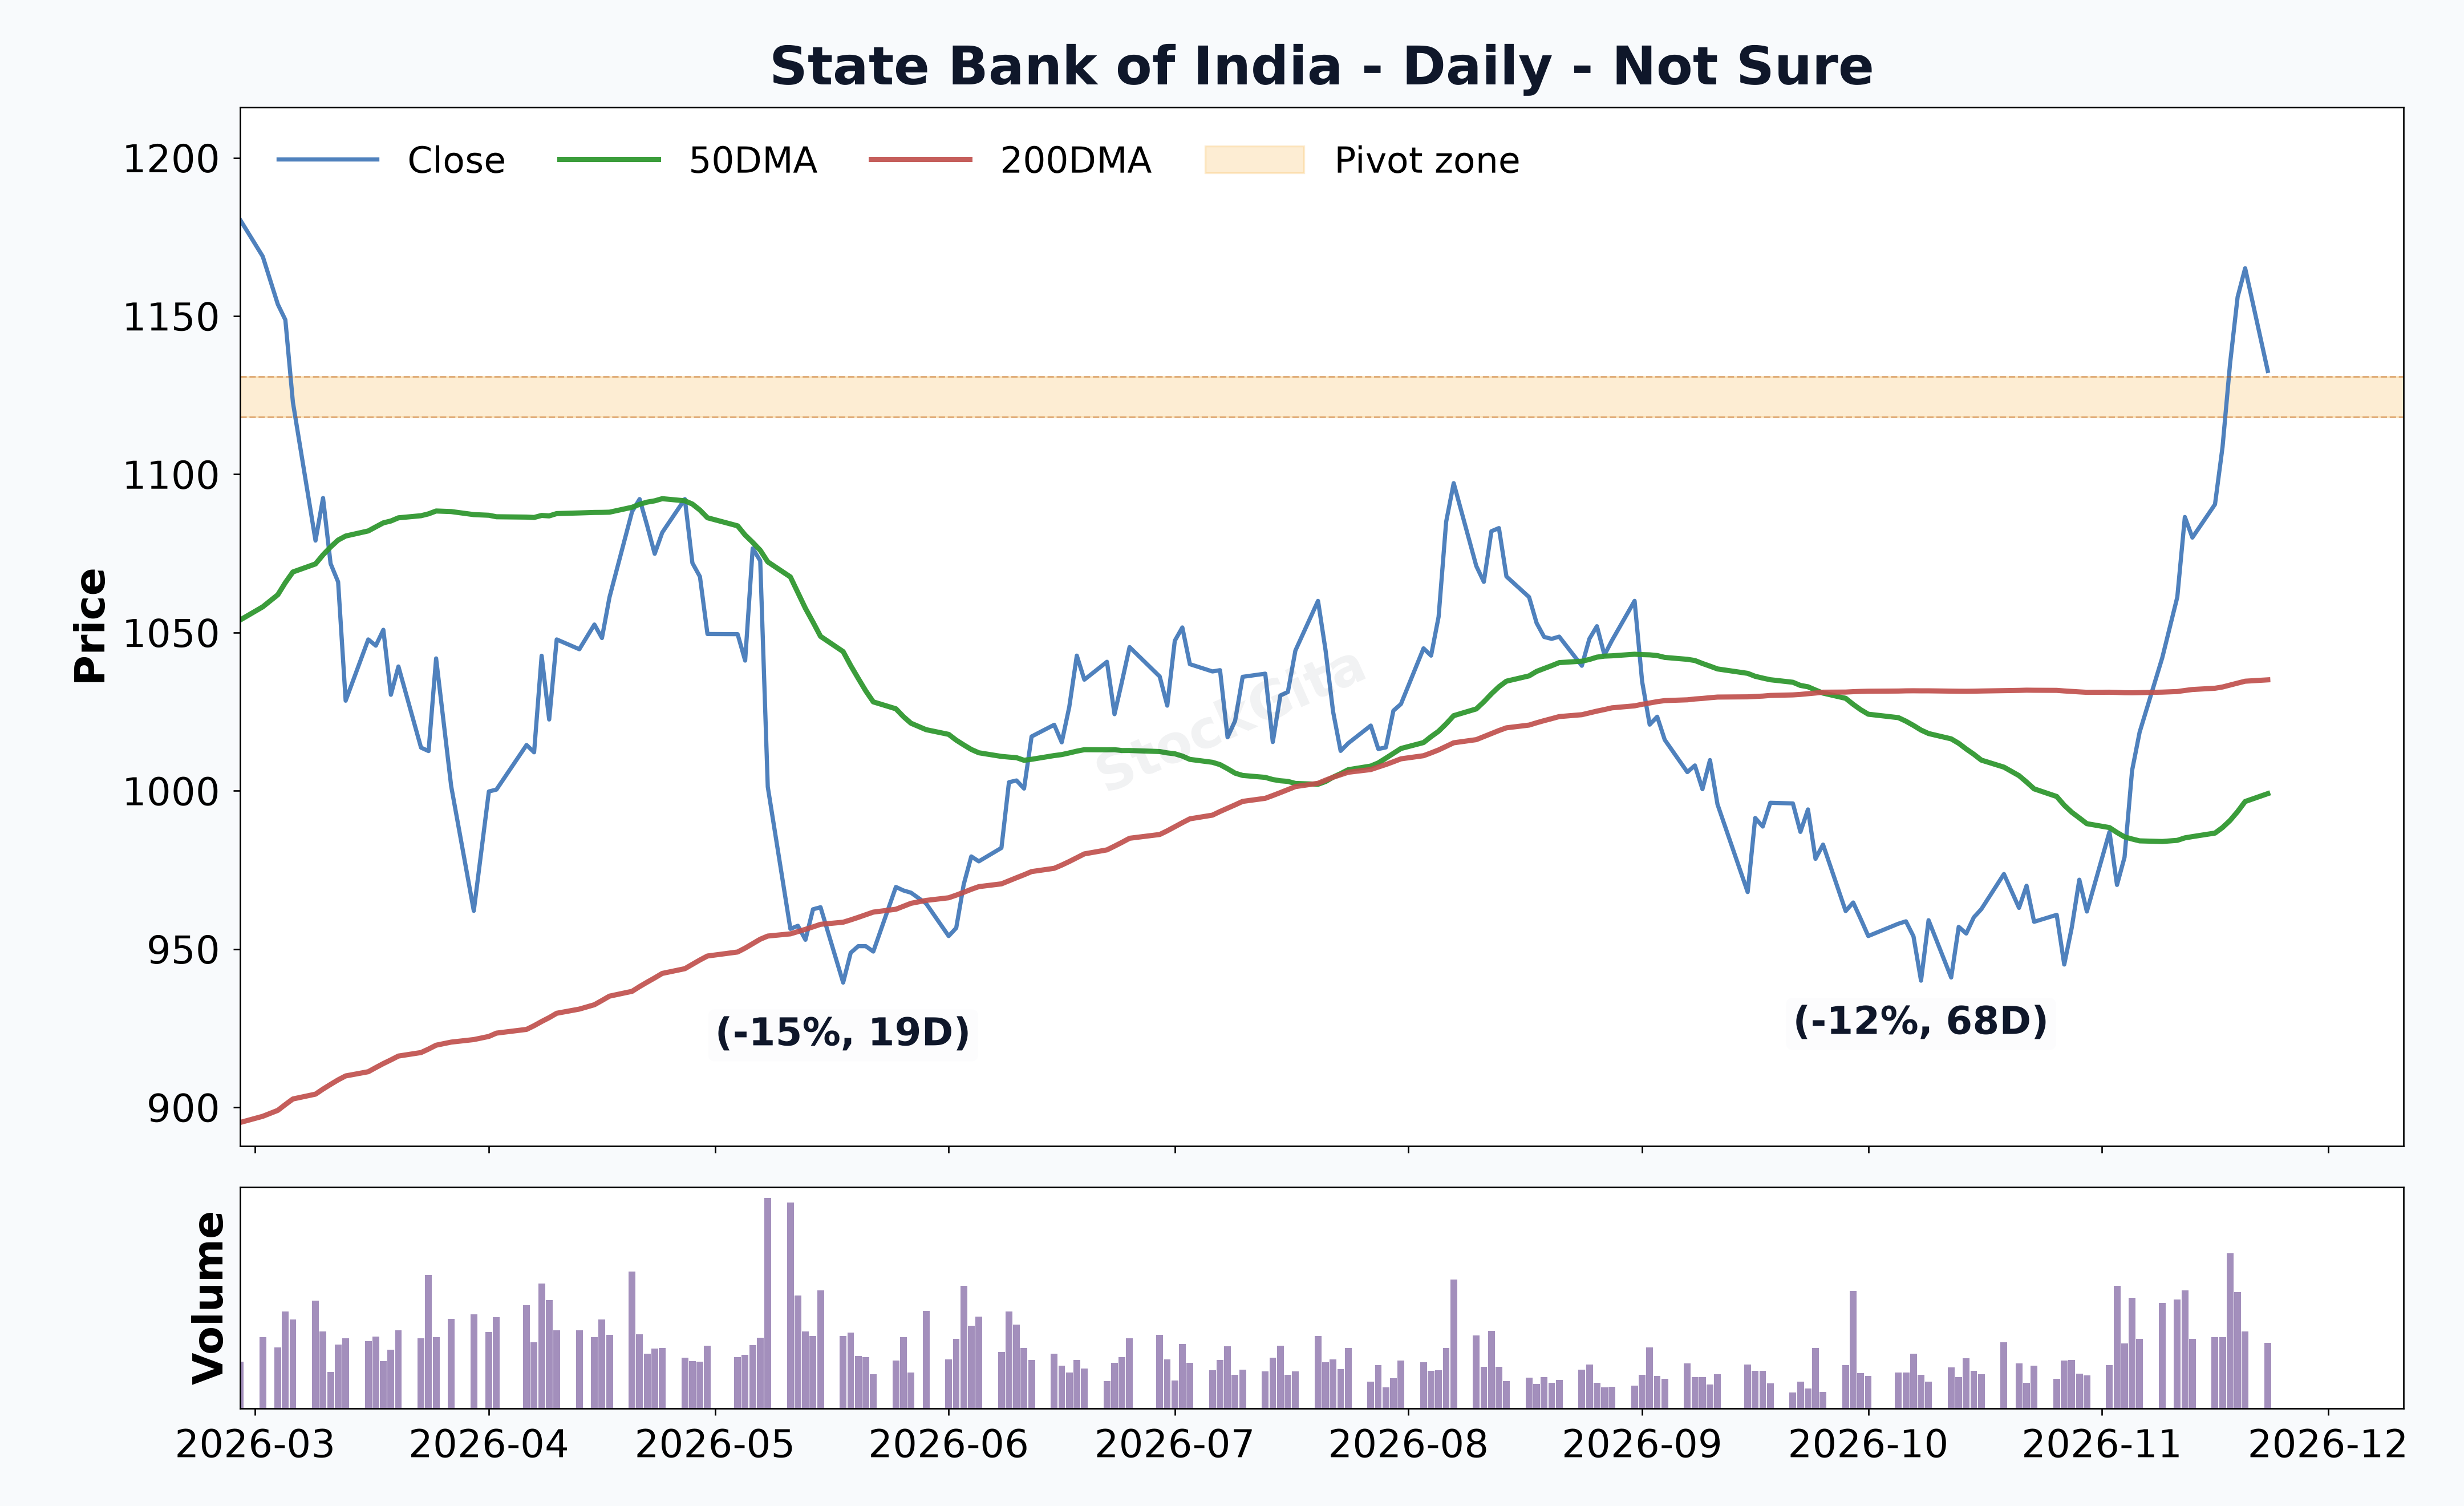 State Bank of India - Daily - Not Sure
Close 50DMA 200DMA Pivot zone
Price
1200
1150
1100
1050
1000
950
900
StockGita
(-15%, 19D)
(-12%, 68D)
Volume
2026-03 2026-04 2026-05 2026-06 2026-07 2026-08 2026-09 2026-10 2026-11 2026-12